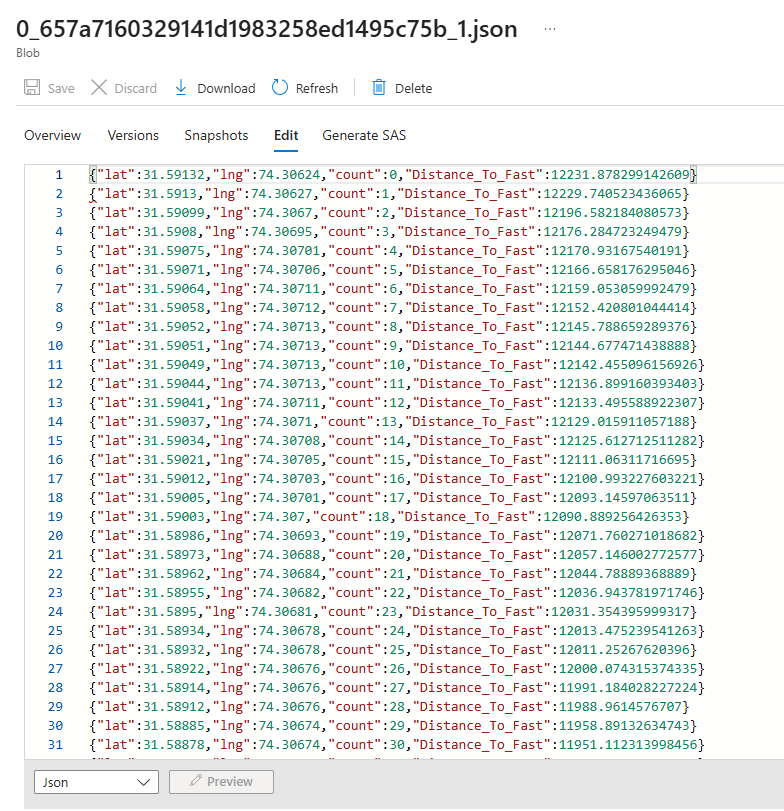 0_657a7160329141d1983258ed1495c75b_1.json ...
Blob
Save Discard Download Refresh Delete
Overview Versions Snapshots Edit Generate SAS
1 {"lat":31.59132,"lng":74.30624,"count":0,"Distance_To_Fast":12231.878299142609}
2 {"lat":31.5913,"lng":74.30627,"count":1,"Distance_To_Fast":12229.740523436065}
3 {"lat":31.59099,"lng":74.3067,"count":2,"Distance_To_Fast":12196.582184080573}
4 {"lat":31.5908,"lng":74.30695,"count":3,"Distance_To_Fast":12176.284723249479}
5 {"lat":31.59075,"lng":74.30701,"count":4,"Distance_To_Fast":12170.93167540191}
6 {"lat":31.59071,"lng":74.30706,"count":5,"Distance_To_Fast":12166.658176295046}
7 {"lat":31.59064,"lng":74.30711,"count":6,"Distance_To_Fast":12159.053059992479}
8 {"lat":31.59058,"lng":74.30712,"count":7,"Distance_To_Fast":12152.420801044414}
9 {"lat":31.59052,"lng":74.30713,"count":8,"Distance_To_Fast":12145.788659289376}
10 {"lat":31.59051,"lng":74.30713,"count":9,"Distance_To_Fast":12144.677471438888}
11 {"lat":31.59049,"lng":74.30713,"count":10,"Distance_To_Fast":12142.455096156926}
12 {"lat":31.59044,"lng":74.30713,"count":11,"Distance_To_Fast":12136.899160393403}
13 {"lat":31.59041,"lng":74.30711,"count":12,"Distance_To_Fast":12133.495588922307}
14 {"lat":31.59037,"lng":74.3071,"count":13,"Distance_To_Fast":12129.015911057188}
15 {"lat":31.59034,"lng":74.30708,"count":14,"Distance_To_Fast":12125.612712511282}
16 {"lat":31.59021,"lng":74.30705,"count":15,"Distance_To_Fast":12111.06311716695}
17 {"lat":31.59012,"lng":74.30703,"count":16,"Distance_To_Fast":12100.993227603221}
18 {"lat":31.59005,"lng":74.30701,"count":17,"Distance_To_Fast":12093.14597063511}
19 {"lat":31.59003,"lng":74.307,"count":18,"Distance_To_Fast":12090.889256426353}
20 {"lat":31.58986,"lng":74.30693,"count":19,"Distance_To_Fast":12071.760271018682}
21 {"lat":31.58973,"lng":74.30688,"count":20,"Distance_To_Fast":12057.146002772577}
22 {"lat":31.58962,"lng":74.30684,"count":21,"Distance_To_Fast":12044.78889368889}
23 {"lat":31.58955,"lng":74.30682,"count":22,"Distance_To_Fast":12036.943781971746}
24 {"lat":31.5895,"lng":74.30681,"count":23,"Distance_To_Fast":12031.354395999317}
25 {"lat":31.58934,"lng":74.30678,"count":24,"Distance_To_Fast":12013.475239541263}
26 {"lat":31.58932,"lng":74.30678,"count":25,"Distance_To_Fast":12011.25267620396}
27 {"lat":31.58922,"lng":74.30676,"count":26,"Distance_To_Fast":12000.074315374335}
28 {"lat":31.58914,"lng":74.30676,"count":27,"Distance_To_Fast":11991.184028227224}
29 {"lat":31.58912,"lng":74.30676,"count":28,"Distance_To_Fast":11988.9614576707}
30 {"lat":31.58885,"lng":74.30674,"count":29,"Distance_To_Fast":11958.89132634743}
31 {"lat":31.58878,"lng":74.30674,"count":30,"Distance_To_Fast":11951.112313998456}
Json Preview